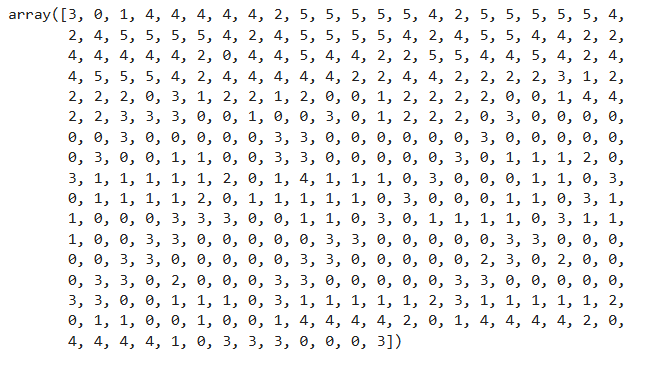 array([3, 0, 1, 4, 4, 4, 4, 4, 2, 5, 5, 5, 5, 5, 4, 2, 5, 5, 5, 5, 5, 4,
2, 4, 5, 5, 5, 5, 4, 2, 4, 5, 5, 5, 5, 4, 2, 4, 5, 5, 4, 4, 2, 2,
4, 4, 4, 4, 4, 2, 0, 4, 4, 5, 4, 4, 2, 2, 5, 5, 4, 4, 5, 4, 2, 4,
4, 5, 5, 5, 4, 2, 4, 4, 4, 4, 4, 2, 2, 4, 4, 2, 2, 2, 2, 3, 1, 2,
2, 2, 2, 0, 3, 1, 2, 2, 1, 2, 0, 0, 1, 2, 2, 2, 2, 0, 0, 1, 4, 4,
2, 2, 3, 3, 3, 0, 0, 1, 0, 0, 3, 0, 1, 2, 2, 2, 0, 3, 0, 0, 0, 0,
0, 0, 3, 0, 0, 0, 0, 0, 3, 3, 0, 0, 0, 0, 0, 0, 3, 0, 0, 0, 0, 0,
0, 3, 0, 0, 1, 1, 0, 0, 3, 3, 0, 0, 0, 0, 0, 3, 0, 1, 1, 1, 2, 0,
3, 1, 1, 1, 1, 1, 2, 0, 1, 4, 1, 1, 1, 0, 3, 0, 0, 0, 1, 1, 0, 3,
0, 1, 1, 1, 1, 2, 0, 1, 1, 1, 1, 1, 0, 3, 0, 0, 0, 1, 1, 0, 3, 1,
1, 0, 0, 0, 3, 3, 3, 0, 0, 1, 1, 0, 3, 0, 1, 1, 1, 1, 0, 3, 1, 1,
1, 0, 0, 3, 3, 0, 0, 0, 0, 0, 3, 3, 0, 0, 0, 0, 0, 3, 3, 0, 0, 0,
0, 0, 3, 3, 0, 0, 0, 0, 0, 3, 3, 0, 0, 0, 0, 0, 2, 3, 0, 2, 0, 0,
0, 3, 3, 0, 2, 0, 0, 0, 3, 3, 0, 0, 0, 0, 0, 3, 3, 0, 0, 0, 0, 0,
3, 3, 0, 0, 1, 1, 1, 0, 3, 1, 1, 1, 1, 1, 2, 3, 1, 1, 1, 1, 1, 2,
0, 1, 1, 0, 0, 1, 0, 0, 1, 4, 4, 4, 4, 2, 0, 1, 4, 4, 4, 4, 2, 0,
4, 4, 4, 4, 1, 0, 3, 3, 3, 0, 0, 0, 3])